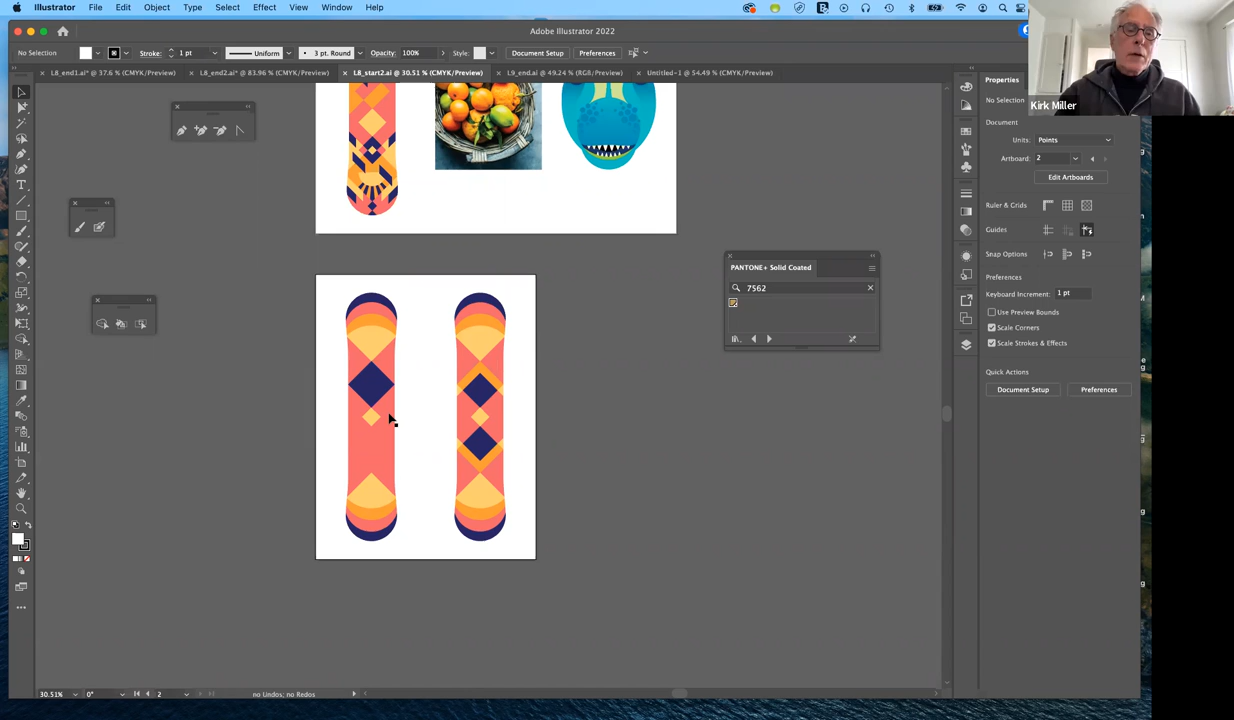 Illustrator File Edit Object Type Select Effect View Window Help
Adobe Illustrator 2022
No Selection Stroke: 1 pt Uniform 3 pt. Round Opacity: 100% Style: Document Setup Preferences
L8_end1.ai* @ 37.6 % (CMYK/Preview) L8_end2.ai* @ 83.96 % (CMYK/Preview) L8_start2.ai @ 30.51 % (CMYK/Preview) L9_end.ai @ 49.24 % (RGB/Preview) Untitled-1 @ 54.49 % (CMYK/Preview)
Kirk Miller
Properties
No Selection
Document
Units: Points
Artboard: 2
Edit Artboards
Ruler & Grids
Guides
Snap Options
Preferences
Keyboard Increment: 1 pt
Use Preview Bounds
Scale Corners
Scale Strokes & Effects
Quick Actions
Document Setup Preferences
PANTONE+ Solid Coated
7562
30.51% 0° 2 no Undos; no Redos